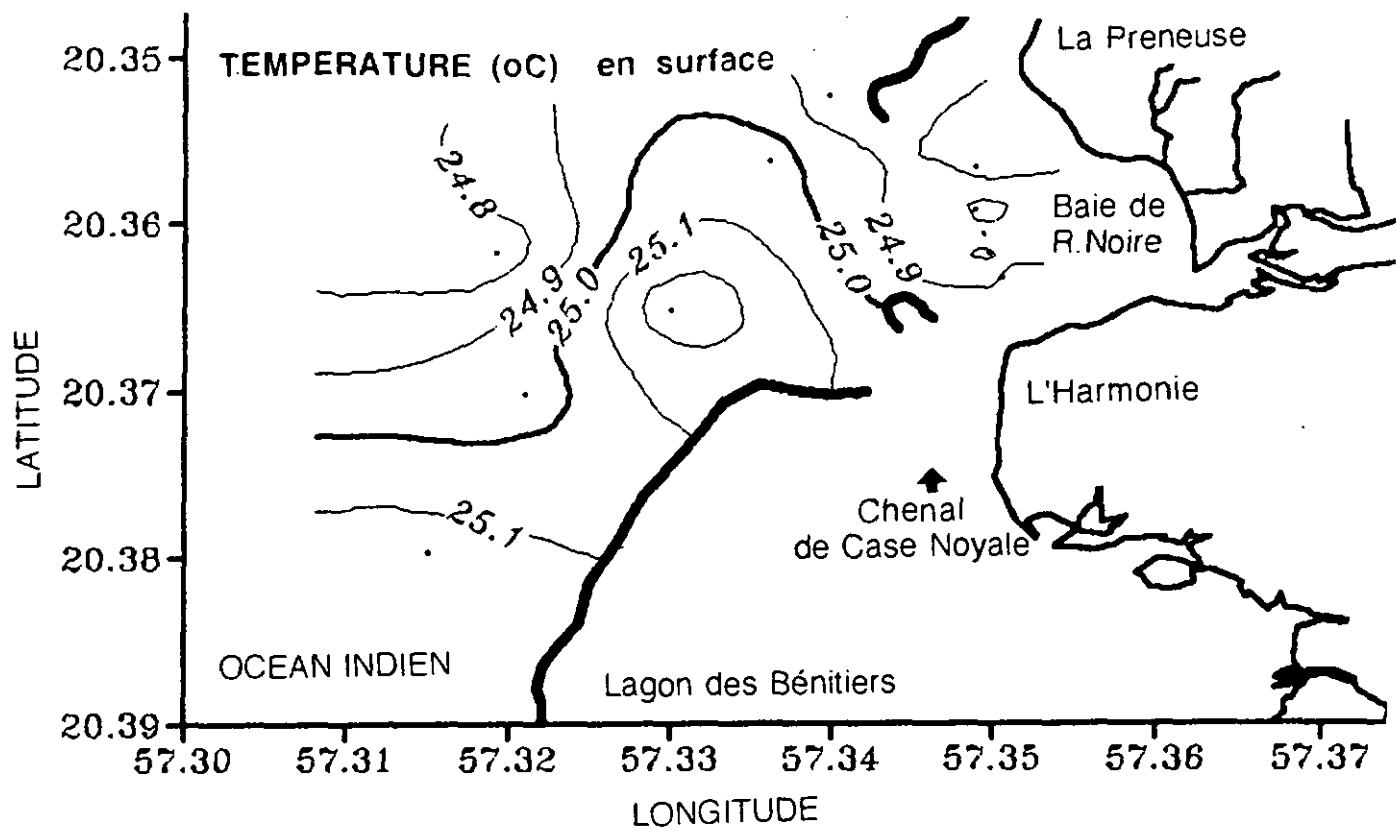 TEMPERATURE (oC) en surface
La Preneuse
20.35
24.8
20.36
25.1
25.0
24.9
Baie de
R.Noire
24.9
25.0
LATITUDE
20.37
L'Harmonie
25.1
Chenal
de Case Noyale
20.38
OCEAN INDIEN
Lagon des Bénitiers
20.39
57.30 57.31 57.32 57.33 57.34 57.35 57.36 57.37
LONGITUDE